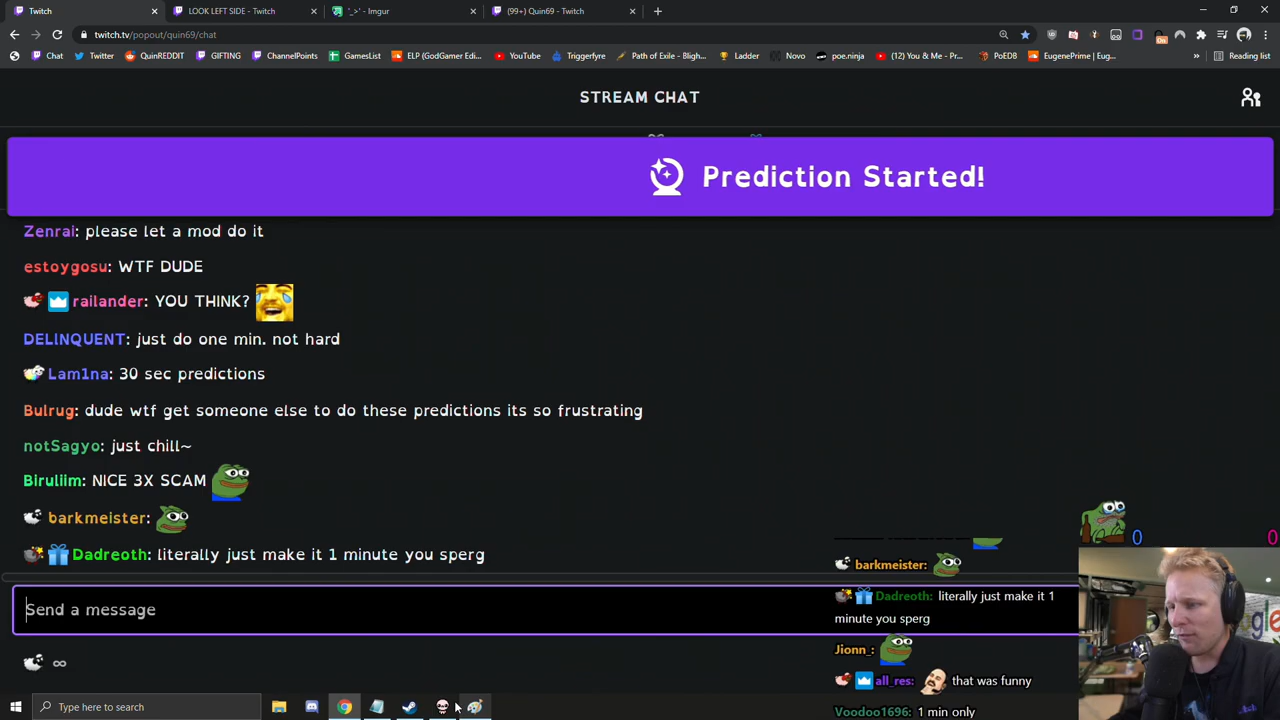 Twitch
LOOK LEFT SIDE - Twitch
'_>' - Imgur
(99+) Quin69 - Twitch
twitch.tv/popout/quin69/chat
Chat
Twitter
QuinREDDIT
GIFTING
ChannelPoints
GamesList
ELP (GodGamer Edi...
YouTube
Triggerfyre
Path of Exile - Bligh...
Ladder
Novo
poe.ninja
(12) You & Me - Pr...
PoEDB
EugenePrime | Eug...
Reading list
STREAM CHAT
Prediction Started!
Zenrai: please let a mod do it
estoygosu: WTF DUDE
railander: YOU THINK?
DELINQUENT: just do one min. not hard
Lam1na: 30 sec predictions
Bulrug: dude wtf get someone else to do these predictions its so frustrating
notSagyo: just chill~
Biruliim: NICE 3X SCAM
barkmeister:
Dadreoth: literally just make it 1 minute you sperg
Send a message
∞
0
0
barkmeister:
Dadreoth: literally just make it 1
minute you sperg
Jionn_:
all_res: that was funny
Voodoo1696: 1 min only
Type here to search